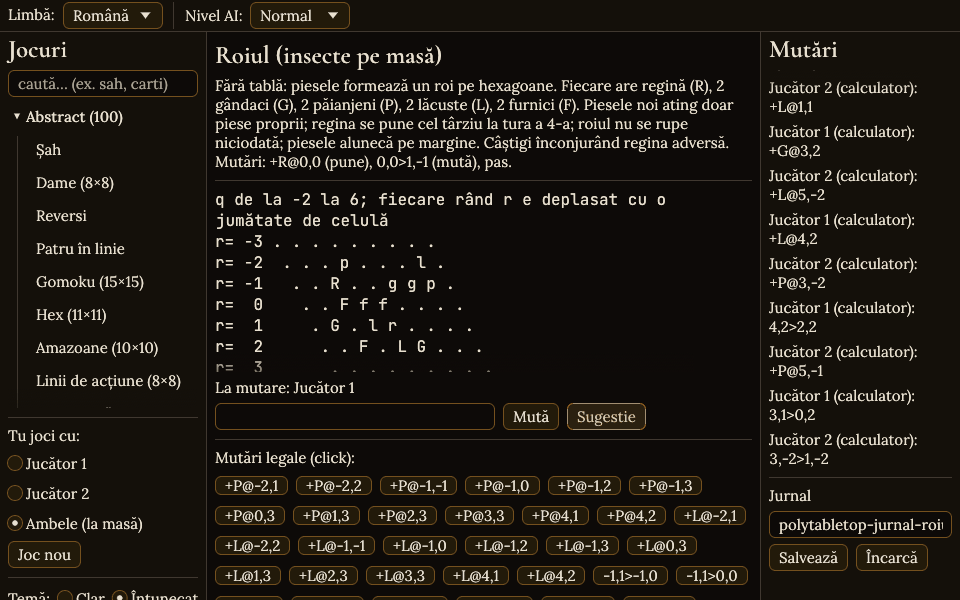 Limbă: Română ▼ Nivel AI: Normal ▼
Jocuri
caută... (ex. sah, carti)
▼ Abstract (100)
Șah
Dame (8×8)
Reversi
Patru în linie
Gomoku (15×15)
Hex (11×11)
Amazoane (10×10)
Linii de acțiune (8×8)
Tu joci cu:
Jucător 1
Jucător 2
Ambele (la masă)
Joc nou
Temă: Clar Întunecat
Roiul (insecte pe masă)
Fără tablă: piesele formează un roi pe hexagoane. Fiecare are regină (R), 2
gândaci (G), 2 păianjeni (P), 2 lăcuste (L), 2 furnici (F). Piesele noi ating doar
piese proprii; regina se pune cel târziu la tura a 4-a; roiul nu se rupe
niciodată; piesele alunecă pe margine. Câștigi înconjurând regina adversă.
Mutări: +R@0,0 (pune), 0,0>1,-1 (mută), pas.
q de la -2 la 6; fiecare rând r e deplasat cu o
jumătate de celulă
r= -3 . . . . . . . . .
r= -2 . . . p . . . l .
r= -1 . . R . . g g p .
r= 0 . . F f f . . . .
r= 1 . G . l r . . . .
r= 2 . . F . L G . . .
r= 3 . . . . . . . . .
La mutare: Jucător 1
Mută Sugestie
Mutări legale (click):
+P@-2,1 +P@-2,2 +P@-1,-1 +P@-1,0 +P@-1,2 +P@-1,3
+P@0,3 +P@1,3 +P@2,3 +P@3,3 +P@4,1 +P@4,2 +L@-2,1
+L@-2,2 +L@-1,-1 +L@-1,0 +L@-1,2 +L@-1,3 +L@0,3
+L@1,3 +L@2,3 +L@3,3 +L@4,1 +L@4,2 -1,1>-1,0 -1,1>0,0
Mutări
Jucător 2 (calculator):
+L@1,1
Jucător 1 (calculator):
+G@3,2
Jucător 2 (calculator):
+L@5,-2
Jucător 1 (calculator):
+L@4,2
Jucător 2 (calculator):
+P@3,-2
Jucător 1 (calculator):
4,2>2,2
Jucător 2 (calculator):
+P@5,-1
Jucător 1 (calculator):
3,1>0,2
Jucător 2 (calculator):
3,-2>1,-2
Jurnal
polytabletop-jurnal-roiu
Salvează Încarcă